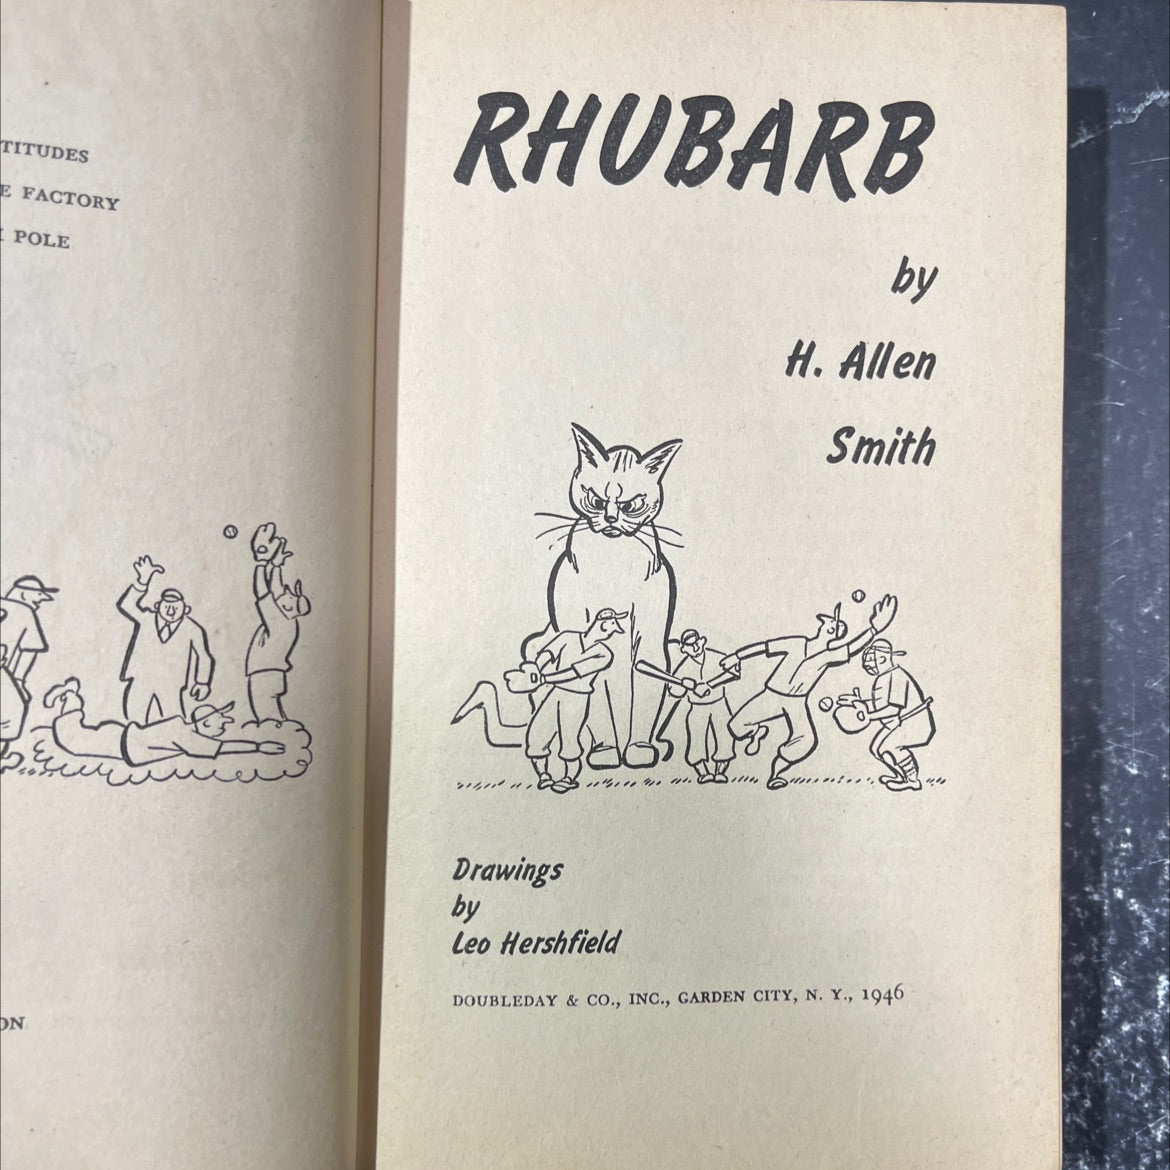 TITUDES
E FACTORY
POLE
ON
RHUBARB
by
H. Allen
Smith
Drawings
by
Leo Hershfield
DOUBLEDAY & CO., INC., GARDEN CITY, N. Y., 1946